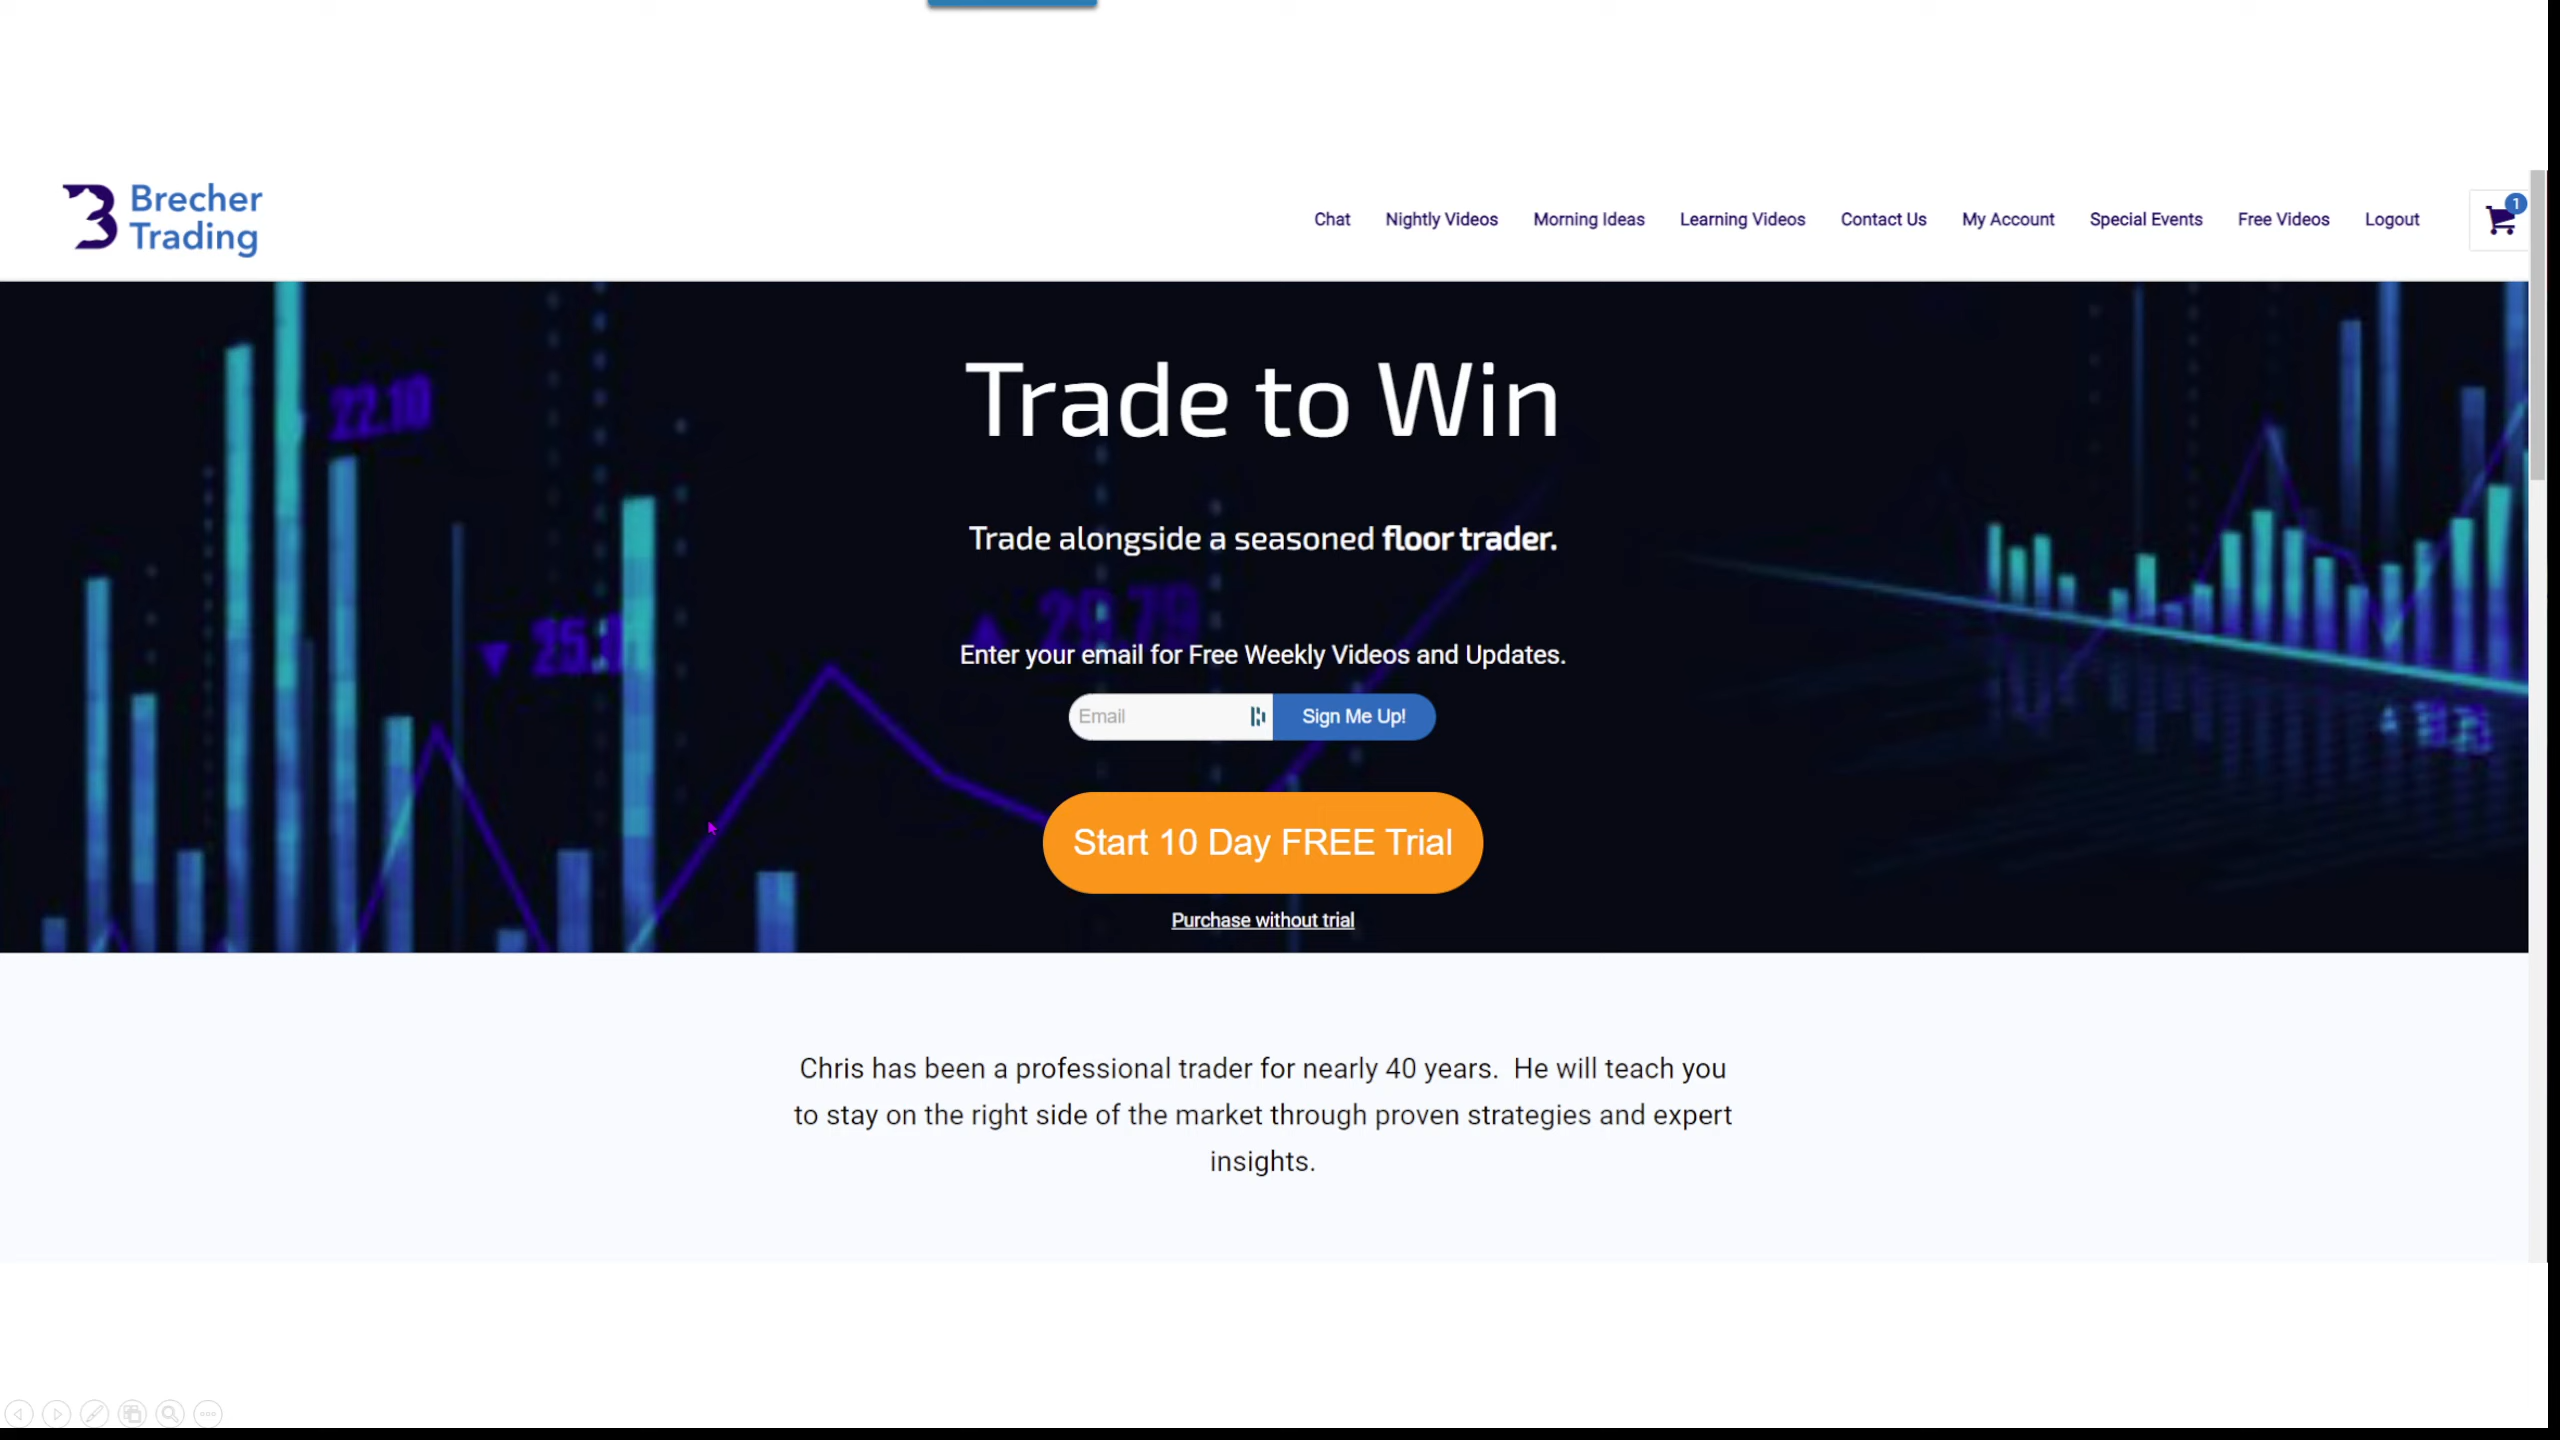 Brecher
Trading
Chat
Nightly Videos
Morning Ideas
Learning Videos
Contact Us
My Account
Special Events
Free Videos
Logout
1
Trade to Win
22.10
Trade alongside a seasoned floor trader.
29.79
Enter your email for Free Weekly Videos and Updates.
Email
Sign Me Up!
Start 10 Day FREE Trial
Purchase without trial
Chris has been a professional trader for nearly 40 years. He will teach you
to stay on the right side of the market through proven strategies and expert
insights.